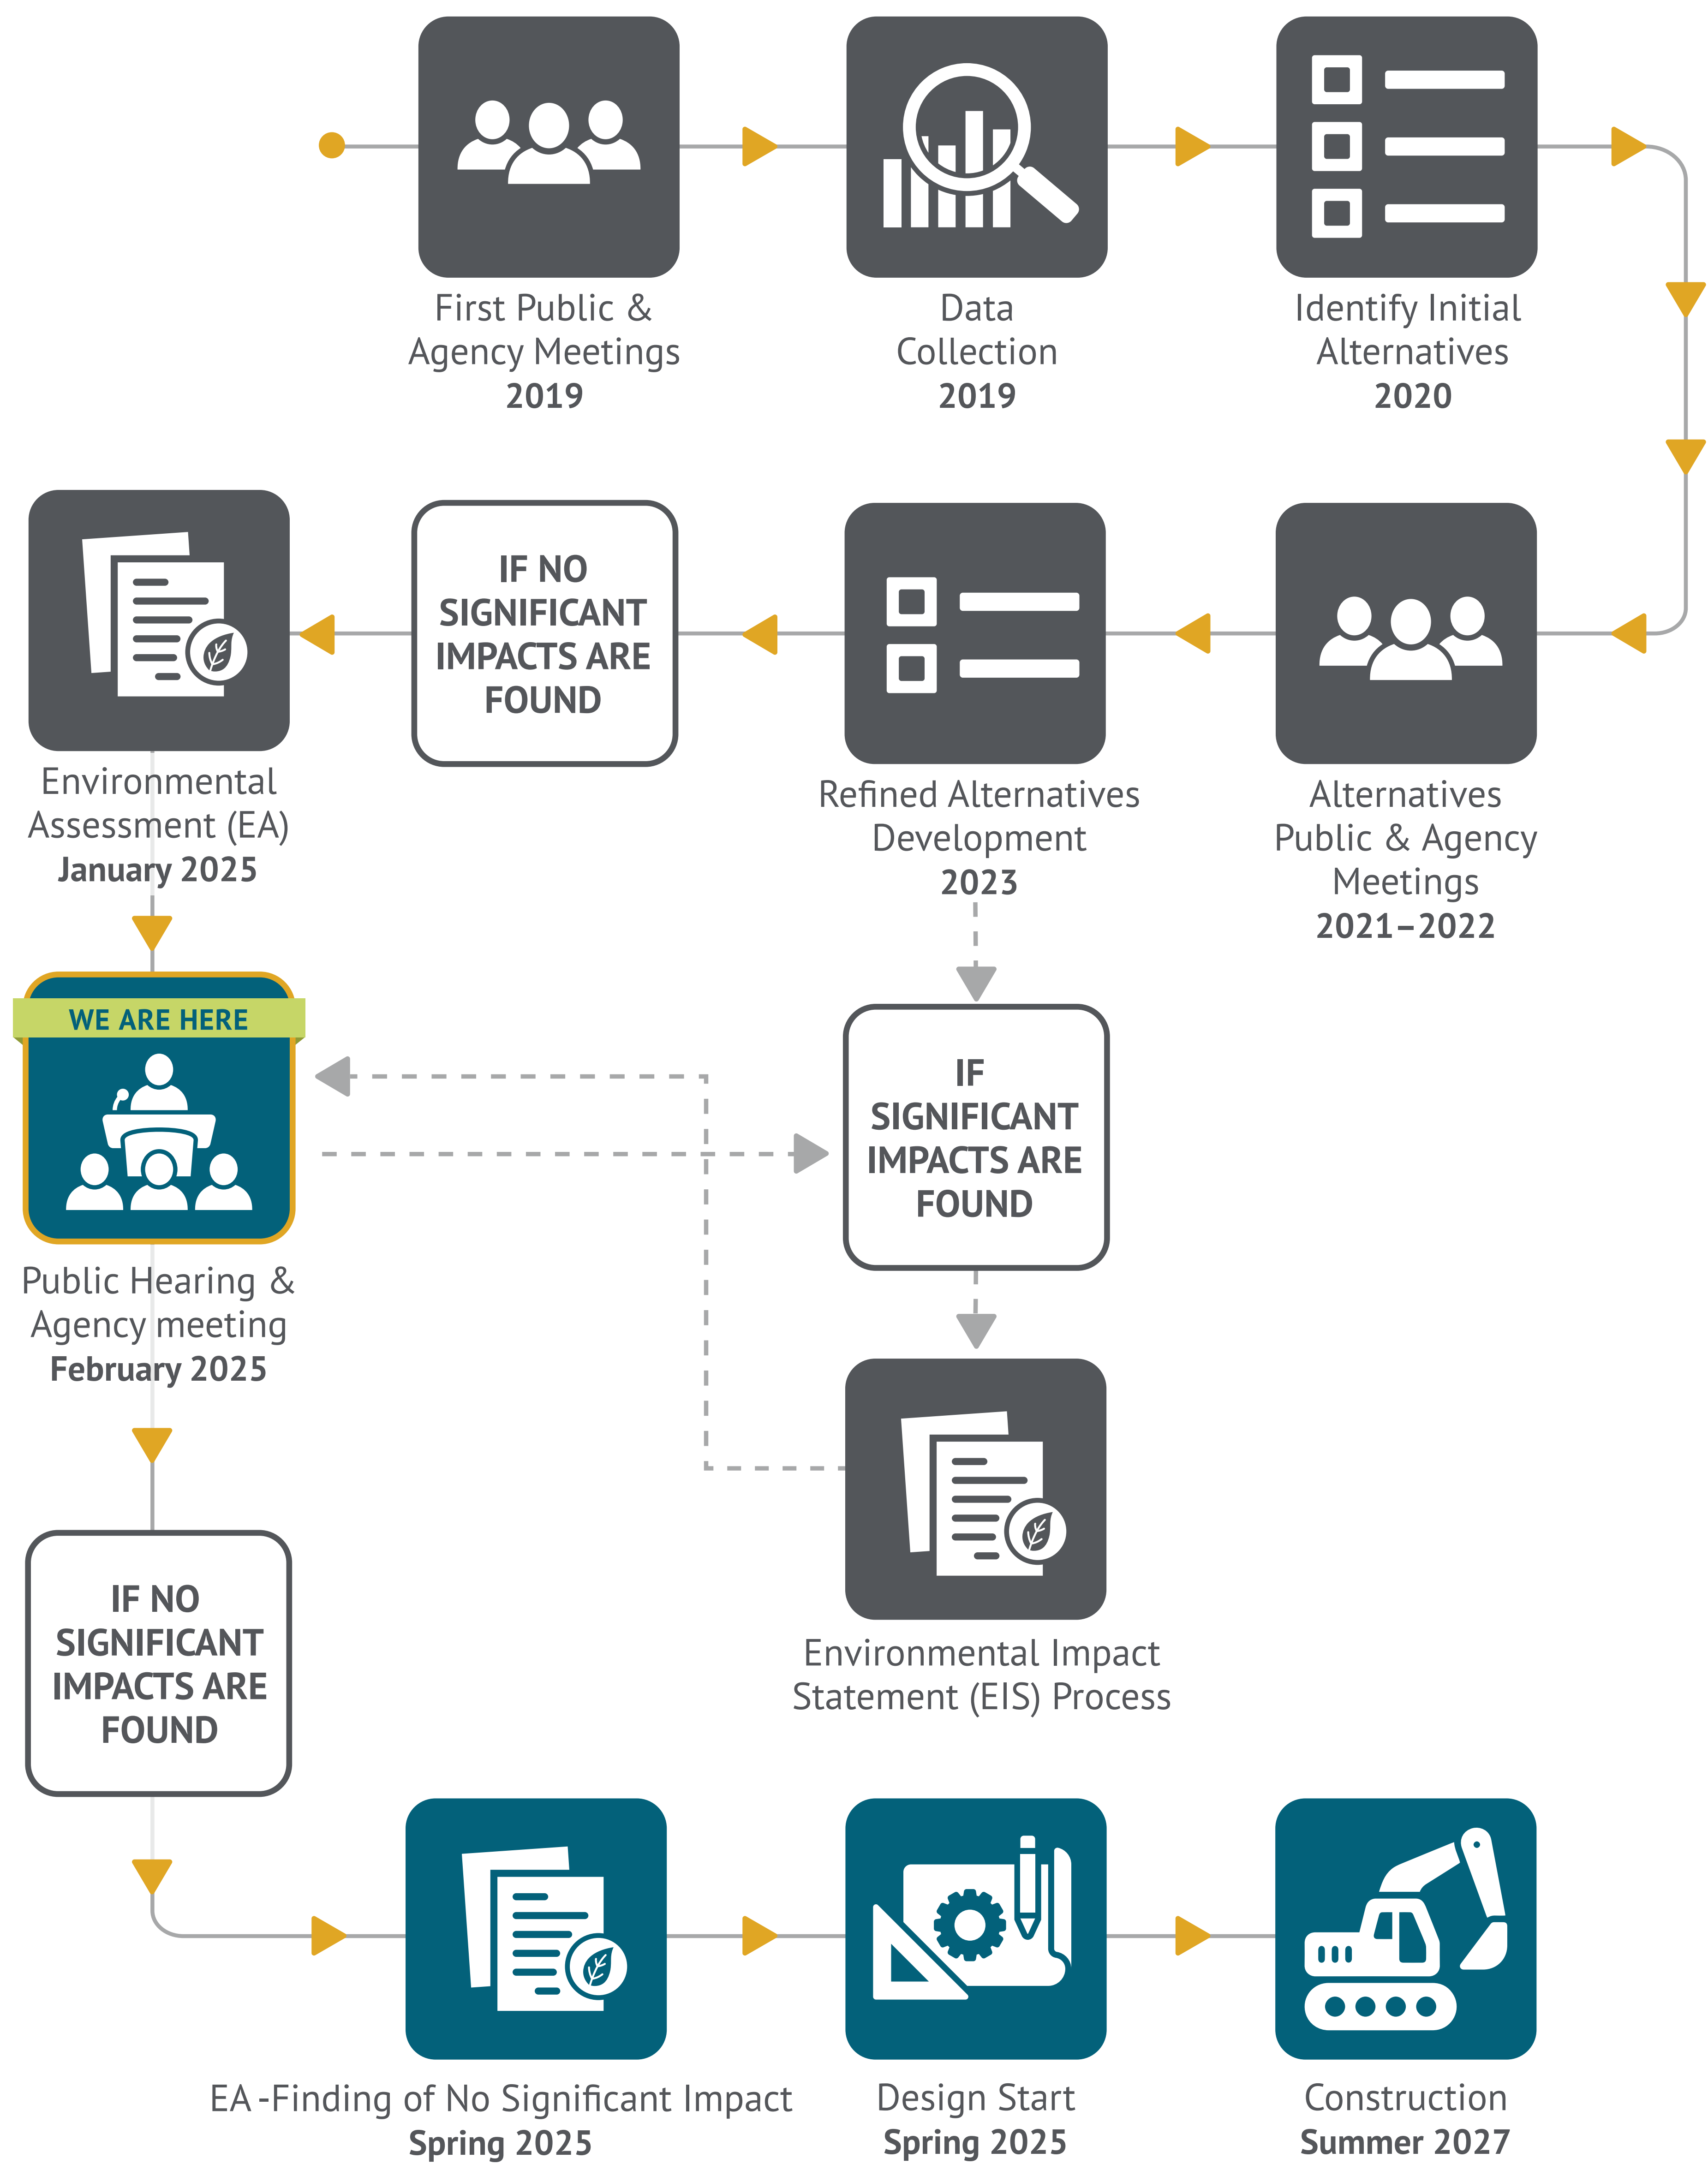 First Public &
Agency Meetings
2019
Data
Collection
2019
Identify Initial
Alternatives
2020
Alternatives
Public & Agency
Meetings
2021–2022
Refined Alternatives
Development
2023
IF NO
SIGNIFICANT
IMPACTS ARE
FOUND
Environmental
Assessment (EA)
January 2025
WE ARE HERE
Public Hearing &
Agency meeting
February 2025
IF
SIGNIFICANT
IMPACTS ARE
FOUND
Environmental Impact
Statement (EIS) Process
IF NO
SIGNIFICANT
IMPACTS ARE
FOUND
EA -Finding of No Significant Impact
Spring 2025
Design Start
Spring 2025
Construction
Summer 2027